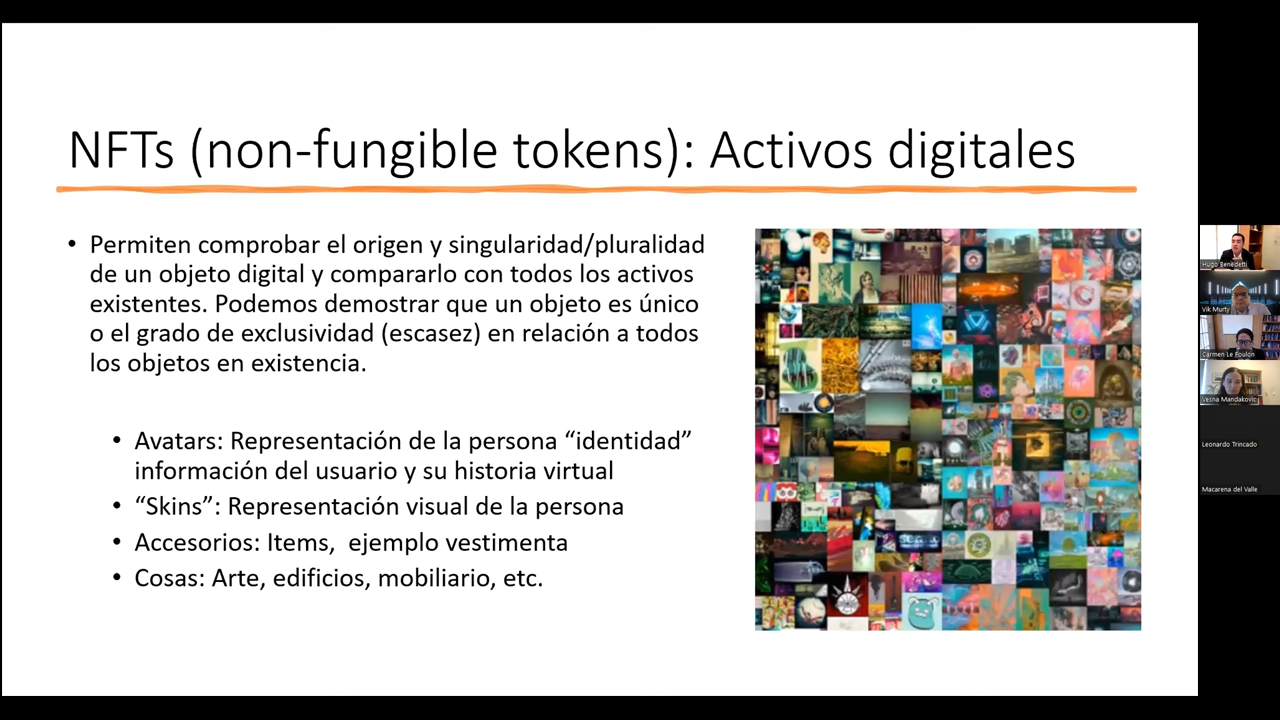 NFTs (non-fungible tokens): Activos digitales
• Permiten comprobar el origen y singularidad/pluralidad
de un objeto digital y compararlo con todos los activos
existentes. Podemos demostrar que un objeto es único
o el grado de exclusividad (escasez) en relación a todos
los objetos en existencia.
• Avatars: Representación de la persona “identidad”
información del usuario y su historia virtual
• “Skins”: Representación visual de la persona
• Accesorios: Items,  ejemplo vestimenta
• Cosas: Arte, edificios, mobiliario, etc.
Hugo Benedetti
Vik Murty
Carmen Le Foulon
Vesna Mandakovic
Leonardo Trincado
Macarena del Valle